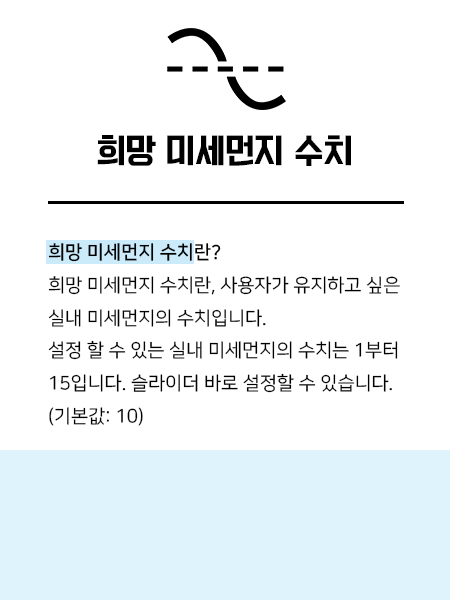 희망 미세먼지 수치
희망 미세먼지 수치란?
희망 미세먼지 수치란, 사용자가 유지하고 싶은
실내 미세먼지의 수치입니다.
설정 할 수 있는 실내 미세먼지의 수치는 1부터
15입니다. 슬라이더 바로 설정할 수 있습니다.
(기본값: 10)